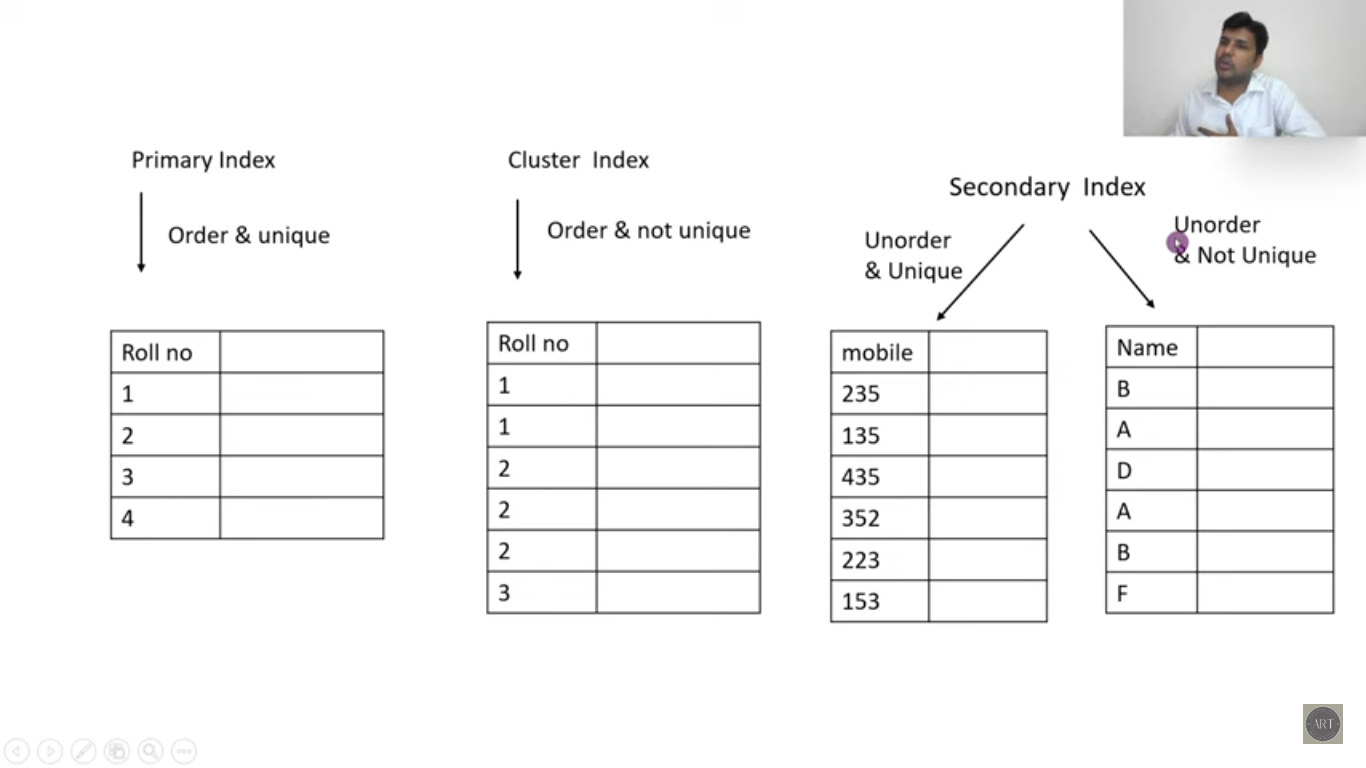 Primary Index
Order & unique
Roll no
1
2
3
4
Cluster Index
Order & not unique
Roll no
1
1
2
2
2
3
Secondary Index
Unorder
& Unique
mobile
235
135
435
352
223
153
Unorder
& Not Unique
Name
B
A
D
A
B
F
ART